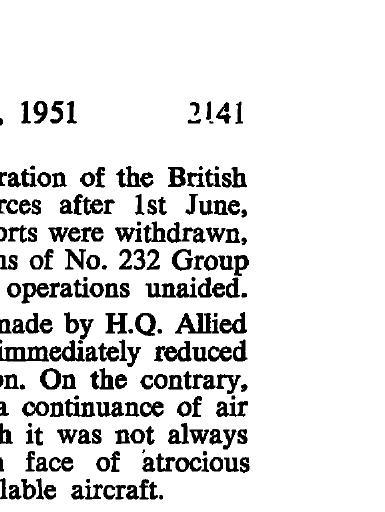 , 1951 2141
ration of the British
rces after 1st June,
orts were withdrawn,
ns of No. 232 Group
operations unaided.
made by H.Q. Allied
immediately reduced
on. On the contrary,
a continuance of air
h it was not always
face of atrocious
lable aircraft.